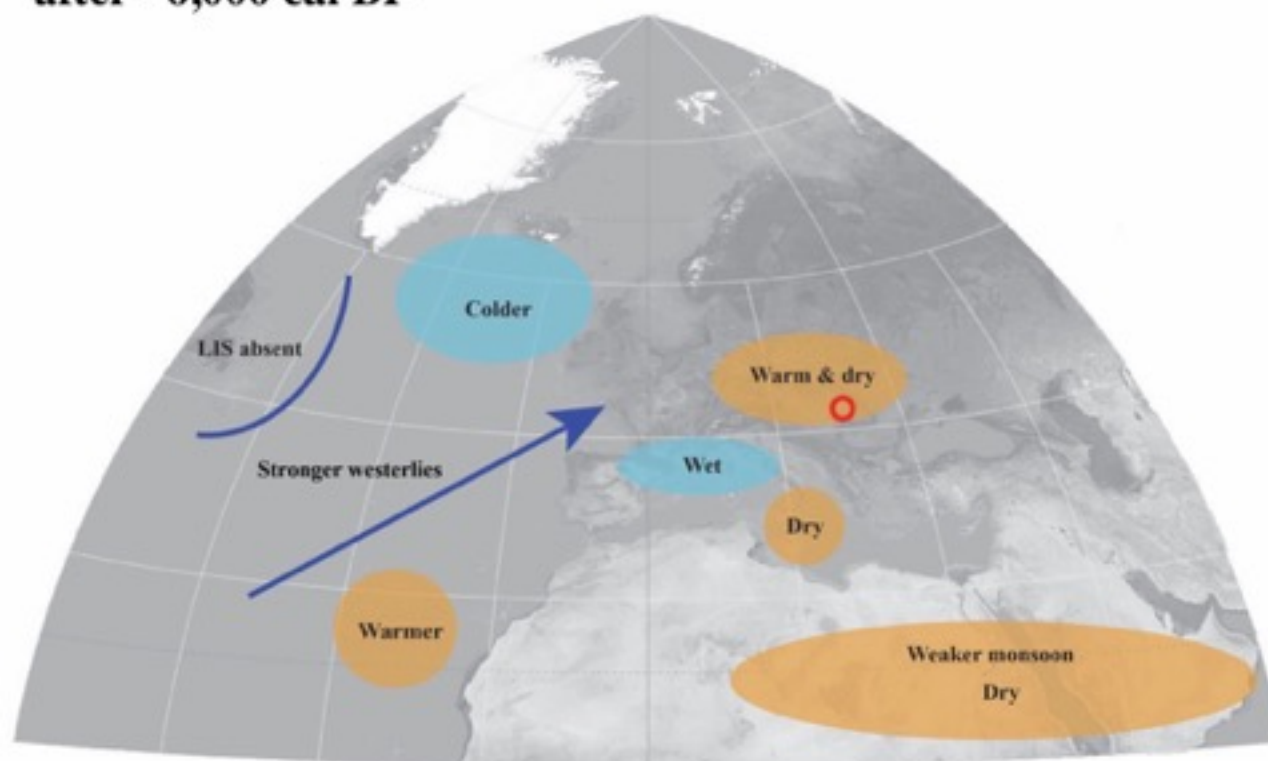 Colder
LIS absent
Warm & dry
Stronger westerlies
Wet
Dry
Warmer
Weaker monsoon
Dry